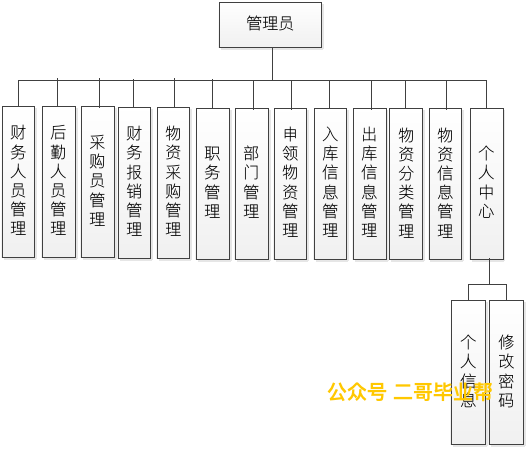 管理员
财务人员管理
后勤人员管理
采购员管理
财务报销管理
物资采购管理
职务管理
部门管理
申领物资管理
入库信息管理
出库信息管理
物资分类管理
物资信息管理
个人中心
个人信息
修改密码
公众号 二哥毕业帮